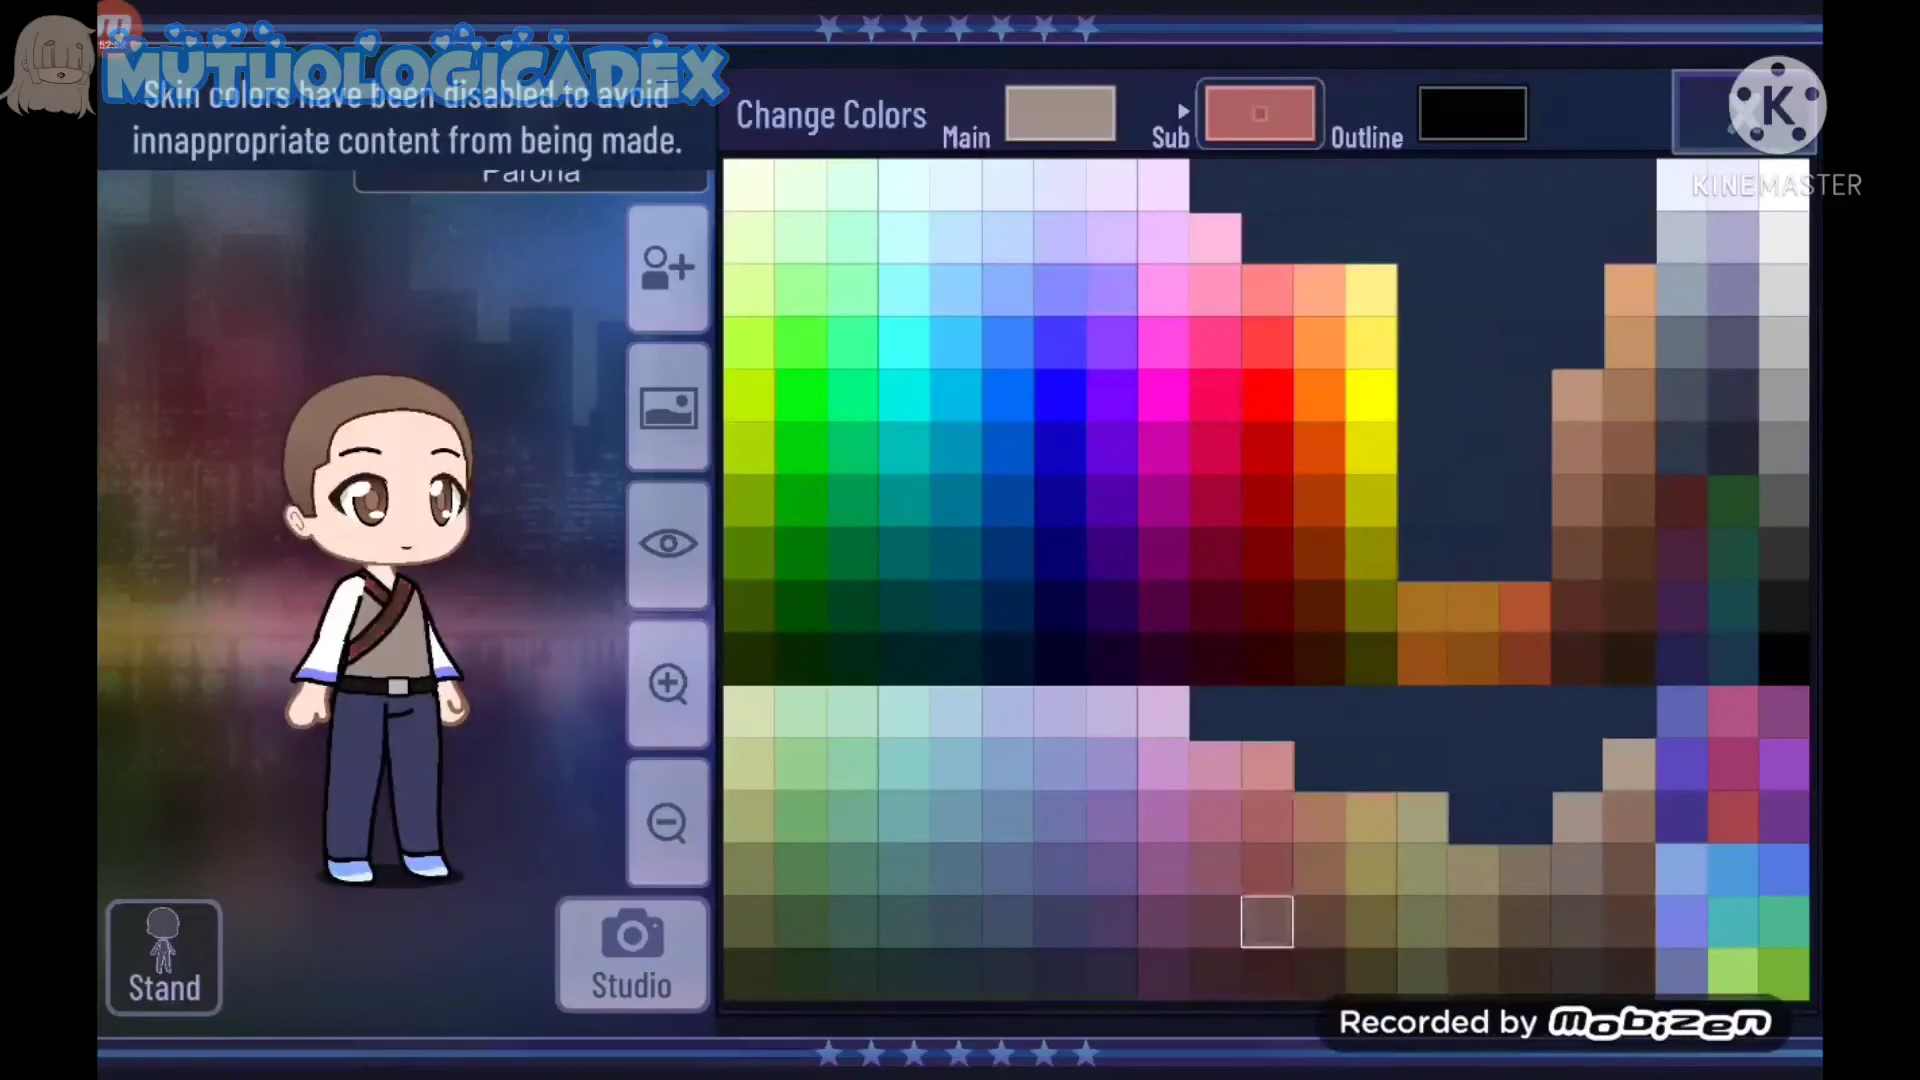 MYTHOLOGICADEX
Skin colors have been disabled to avoid
innappropriate content from being made.
Change Colors
Main
Sub
Outline
K
KINEMASTER
Paroña
Stand
Studio
Recorded by mobizen